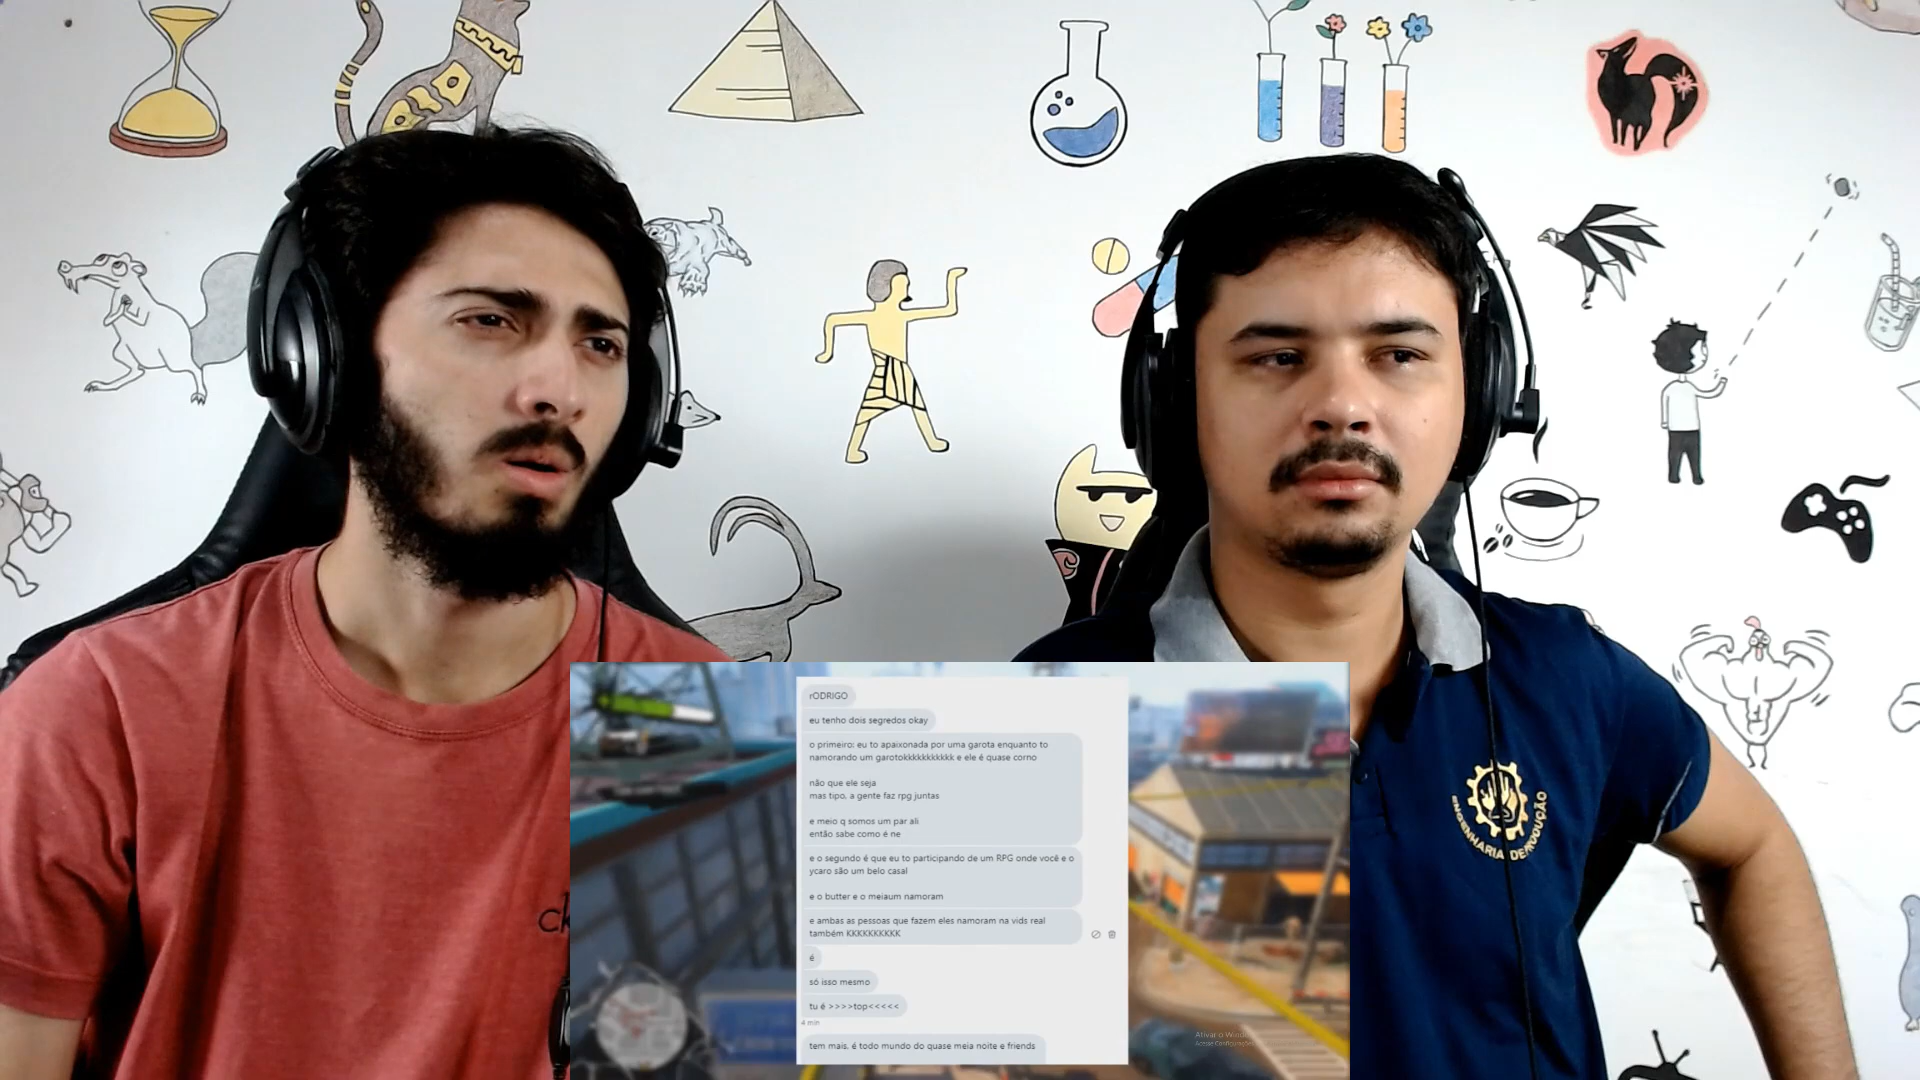 rODRIGO
eu tenho dois segredos okay
o primeiro: eu to apaixonada por uma garota enquanto to
namorando um garotokkkkkkkkkkk e ele é quase corno
não que ele seja
mas tipo, a gente faz rpg juntas
e meio q somos um par ali
então sabe como é ne
e o segundo é que eu to participando de um RPG onde você e o
ycaro são um belo casal
e o butter e o meiaum namoram
e ambas as pessoas que fazem eles namoram na vids real
também KKKKKKKKKK
é
só isso mesmo
tu é >>>>top<<<<<
4 min
tem mais. é todo mundo do quase meia noite e friends
ENGENHARIA DE PRODUÇÃO
Ativar o Windo